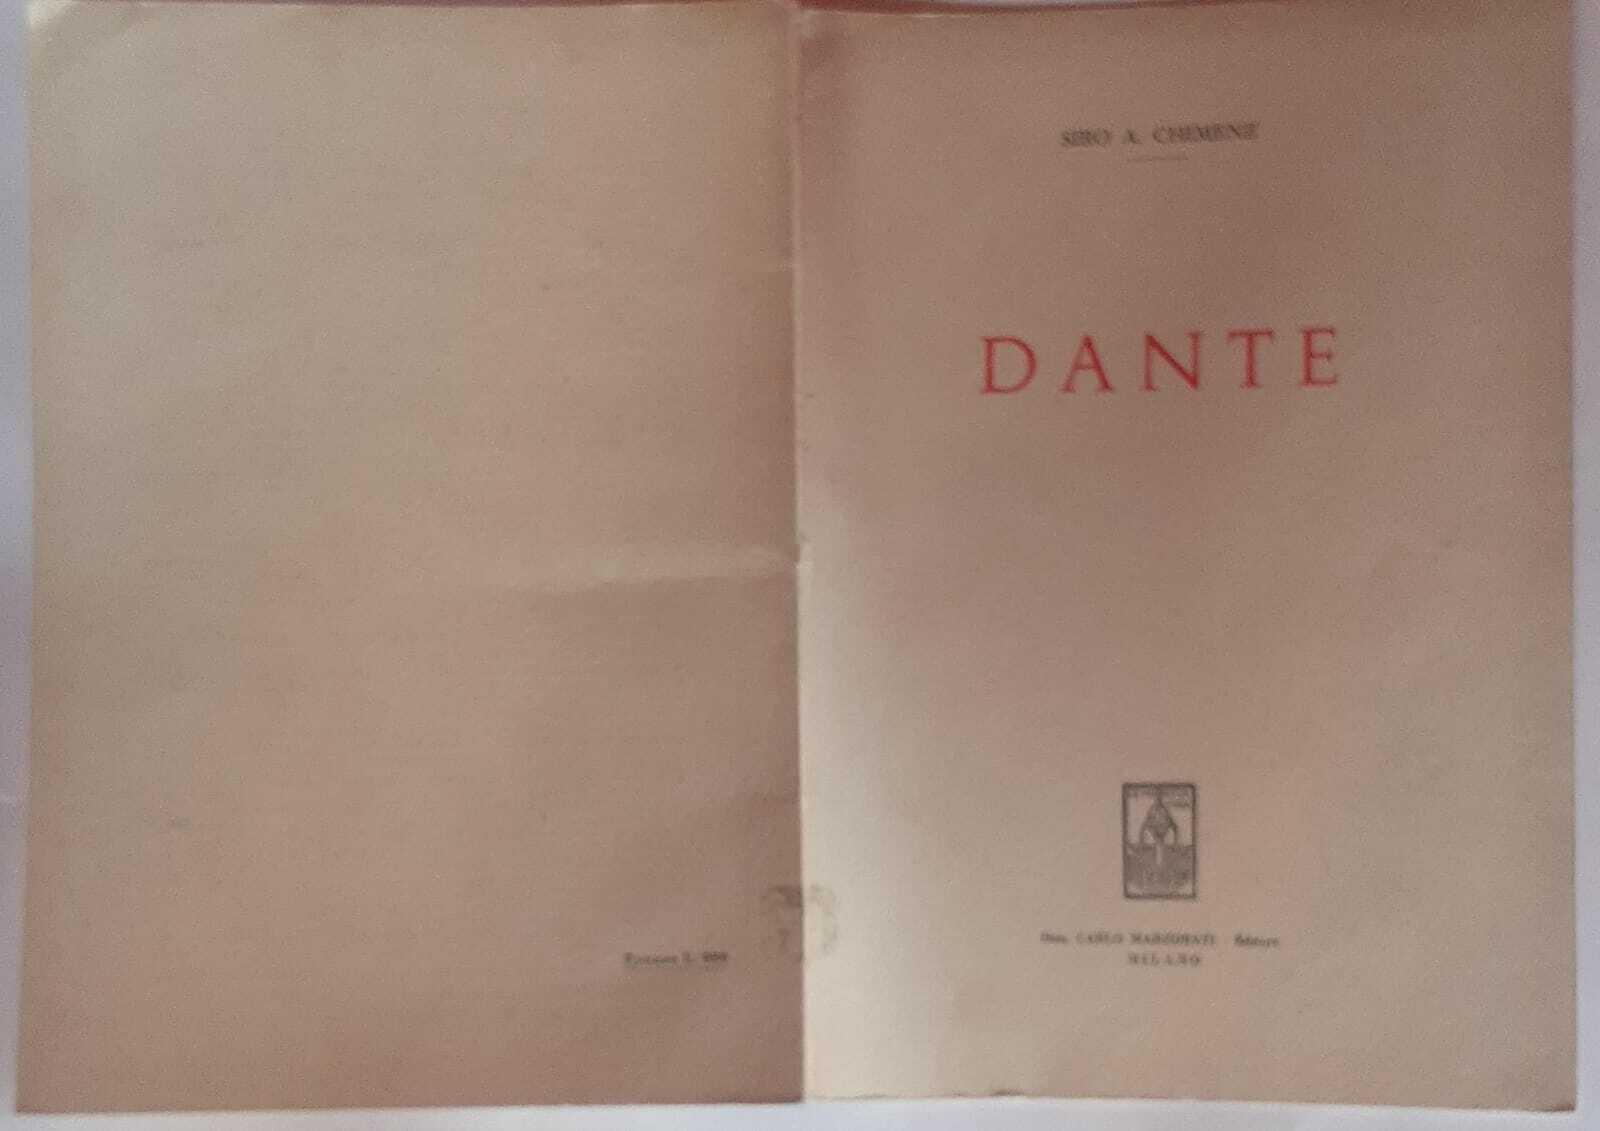 SIRO A. CHIMENZ
DANTE
Dott. CARLO MARZORATI - Editore
MILANO
L.